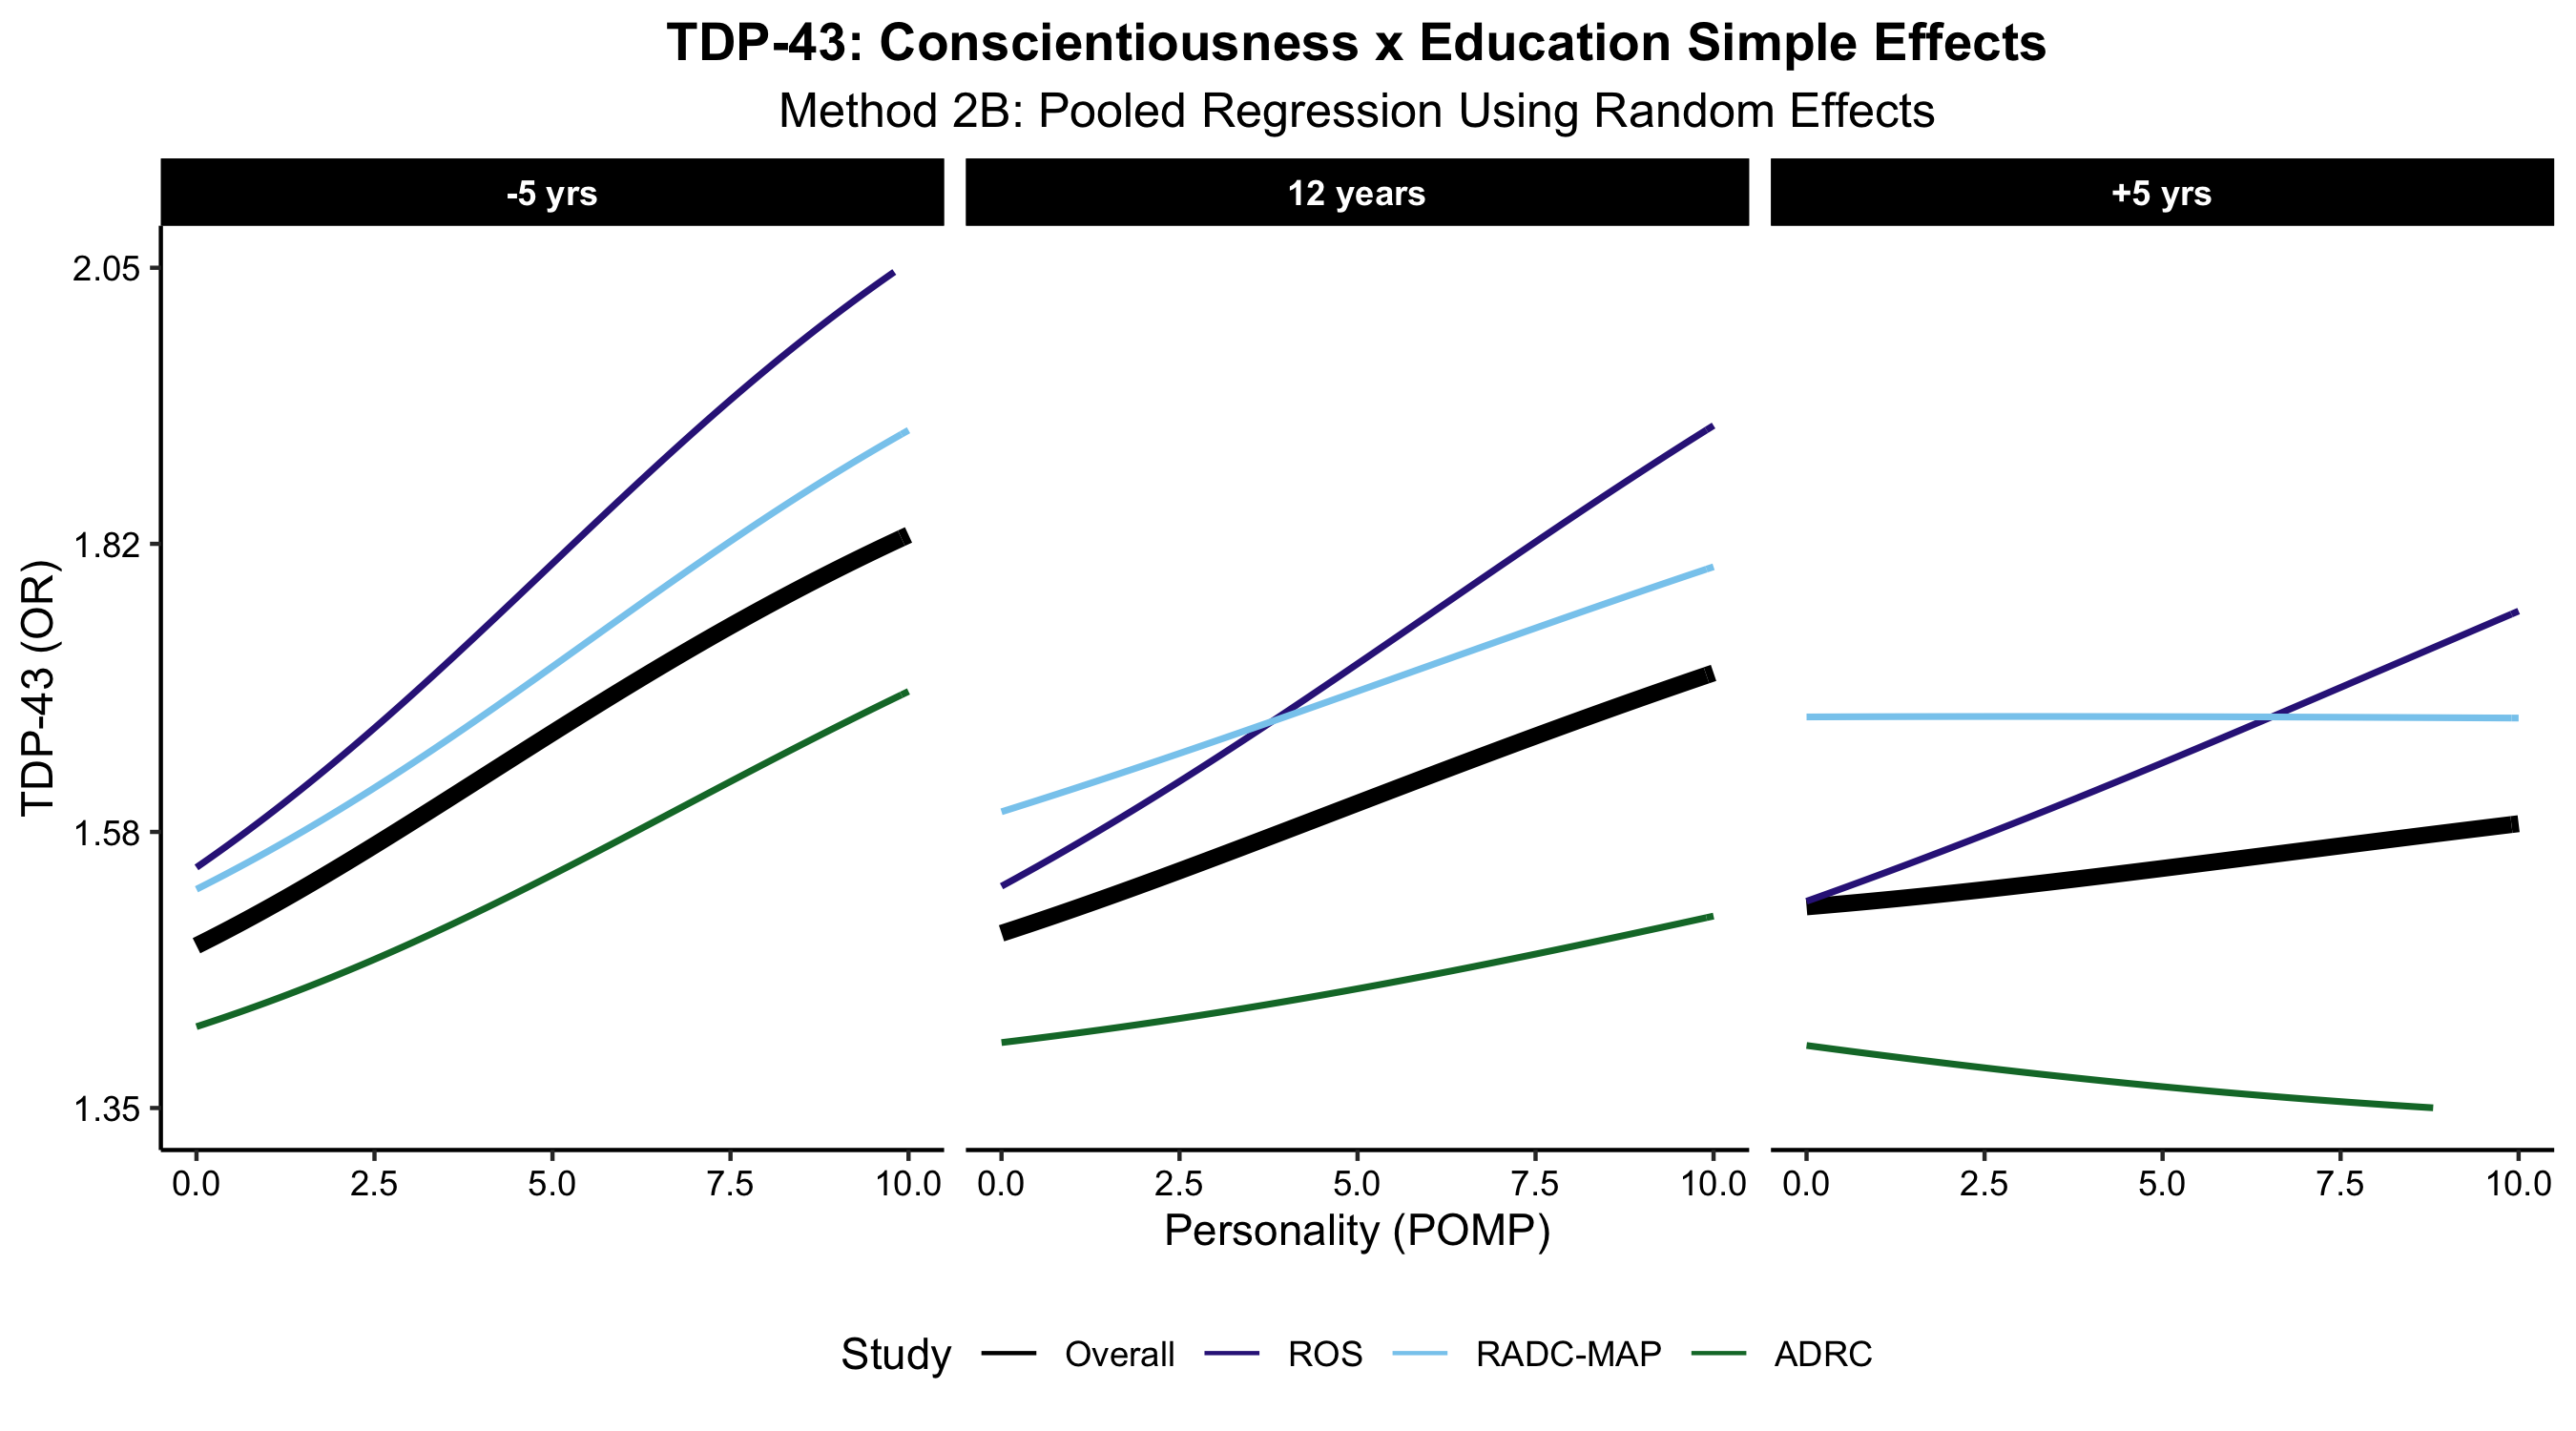 TDP-43: Conscientiousness x Education Simple Effects
Method 2B: Pooled Regression Using Random Effects
-5 yrs 12 years +5 yrs
TDP-43 (OR)
2.05
1.82
1.58
1.35
0.0 2.5 5.0 7.5 10.0 0.0 2.5 5.0 7.5 10.0 0.0 2.5 5.0 7.5 10.0
Personality (POMP)
Study Overall ROS RADC-MAP ADRC